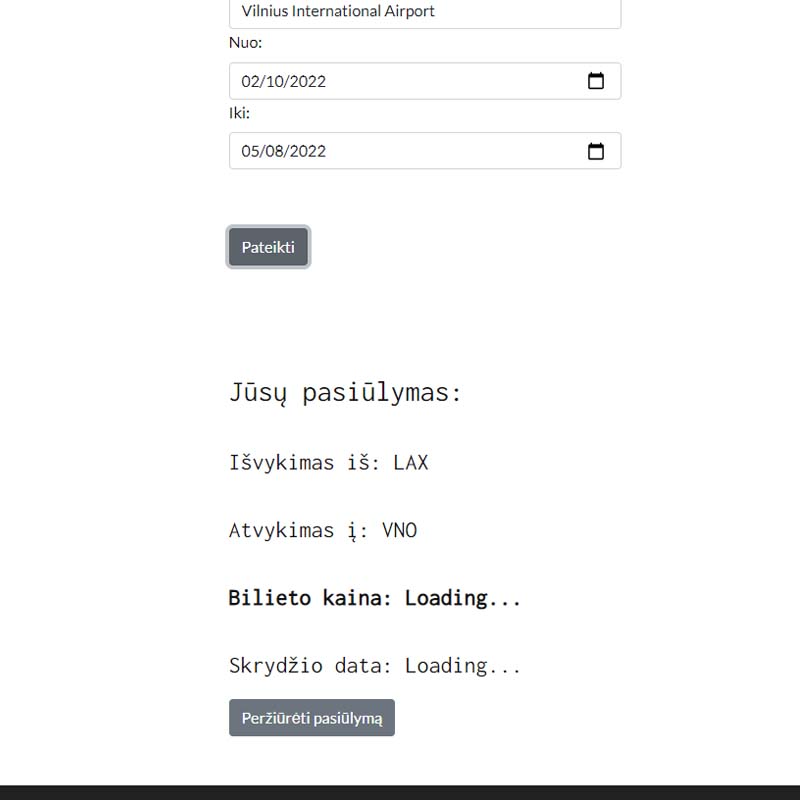 Vilnius International Airport
Nuo:
02/10/2022
Iki:
05/08/2022
Pateikti
Jūsų pasiūlymas:
Išvykimas iš: LAX
Atvykimas į: VNO
Bilieto kaina: Loading...
Skrydžio data: Loading...
Peržiūrėti pasiūlymą